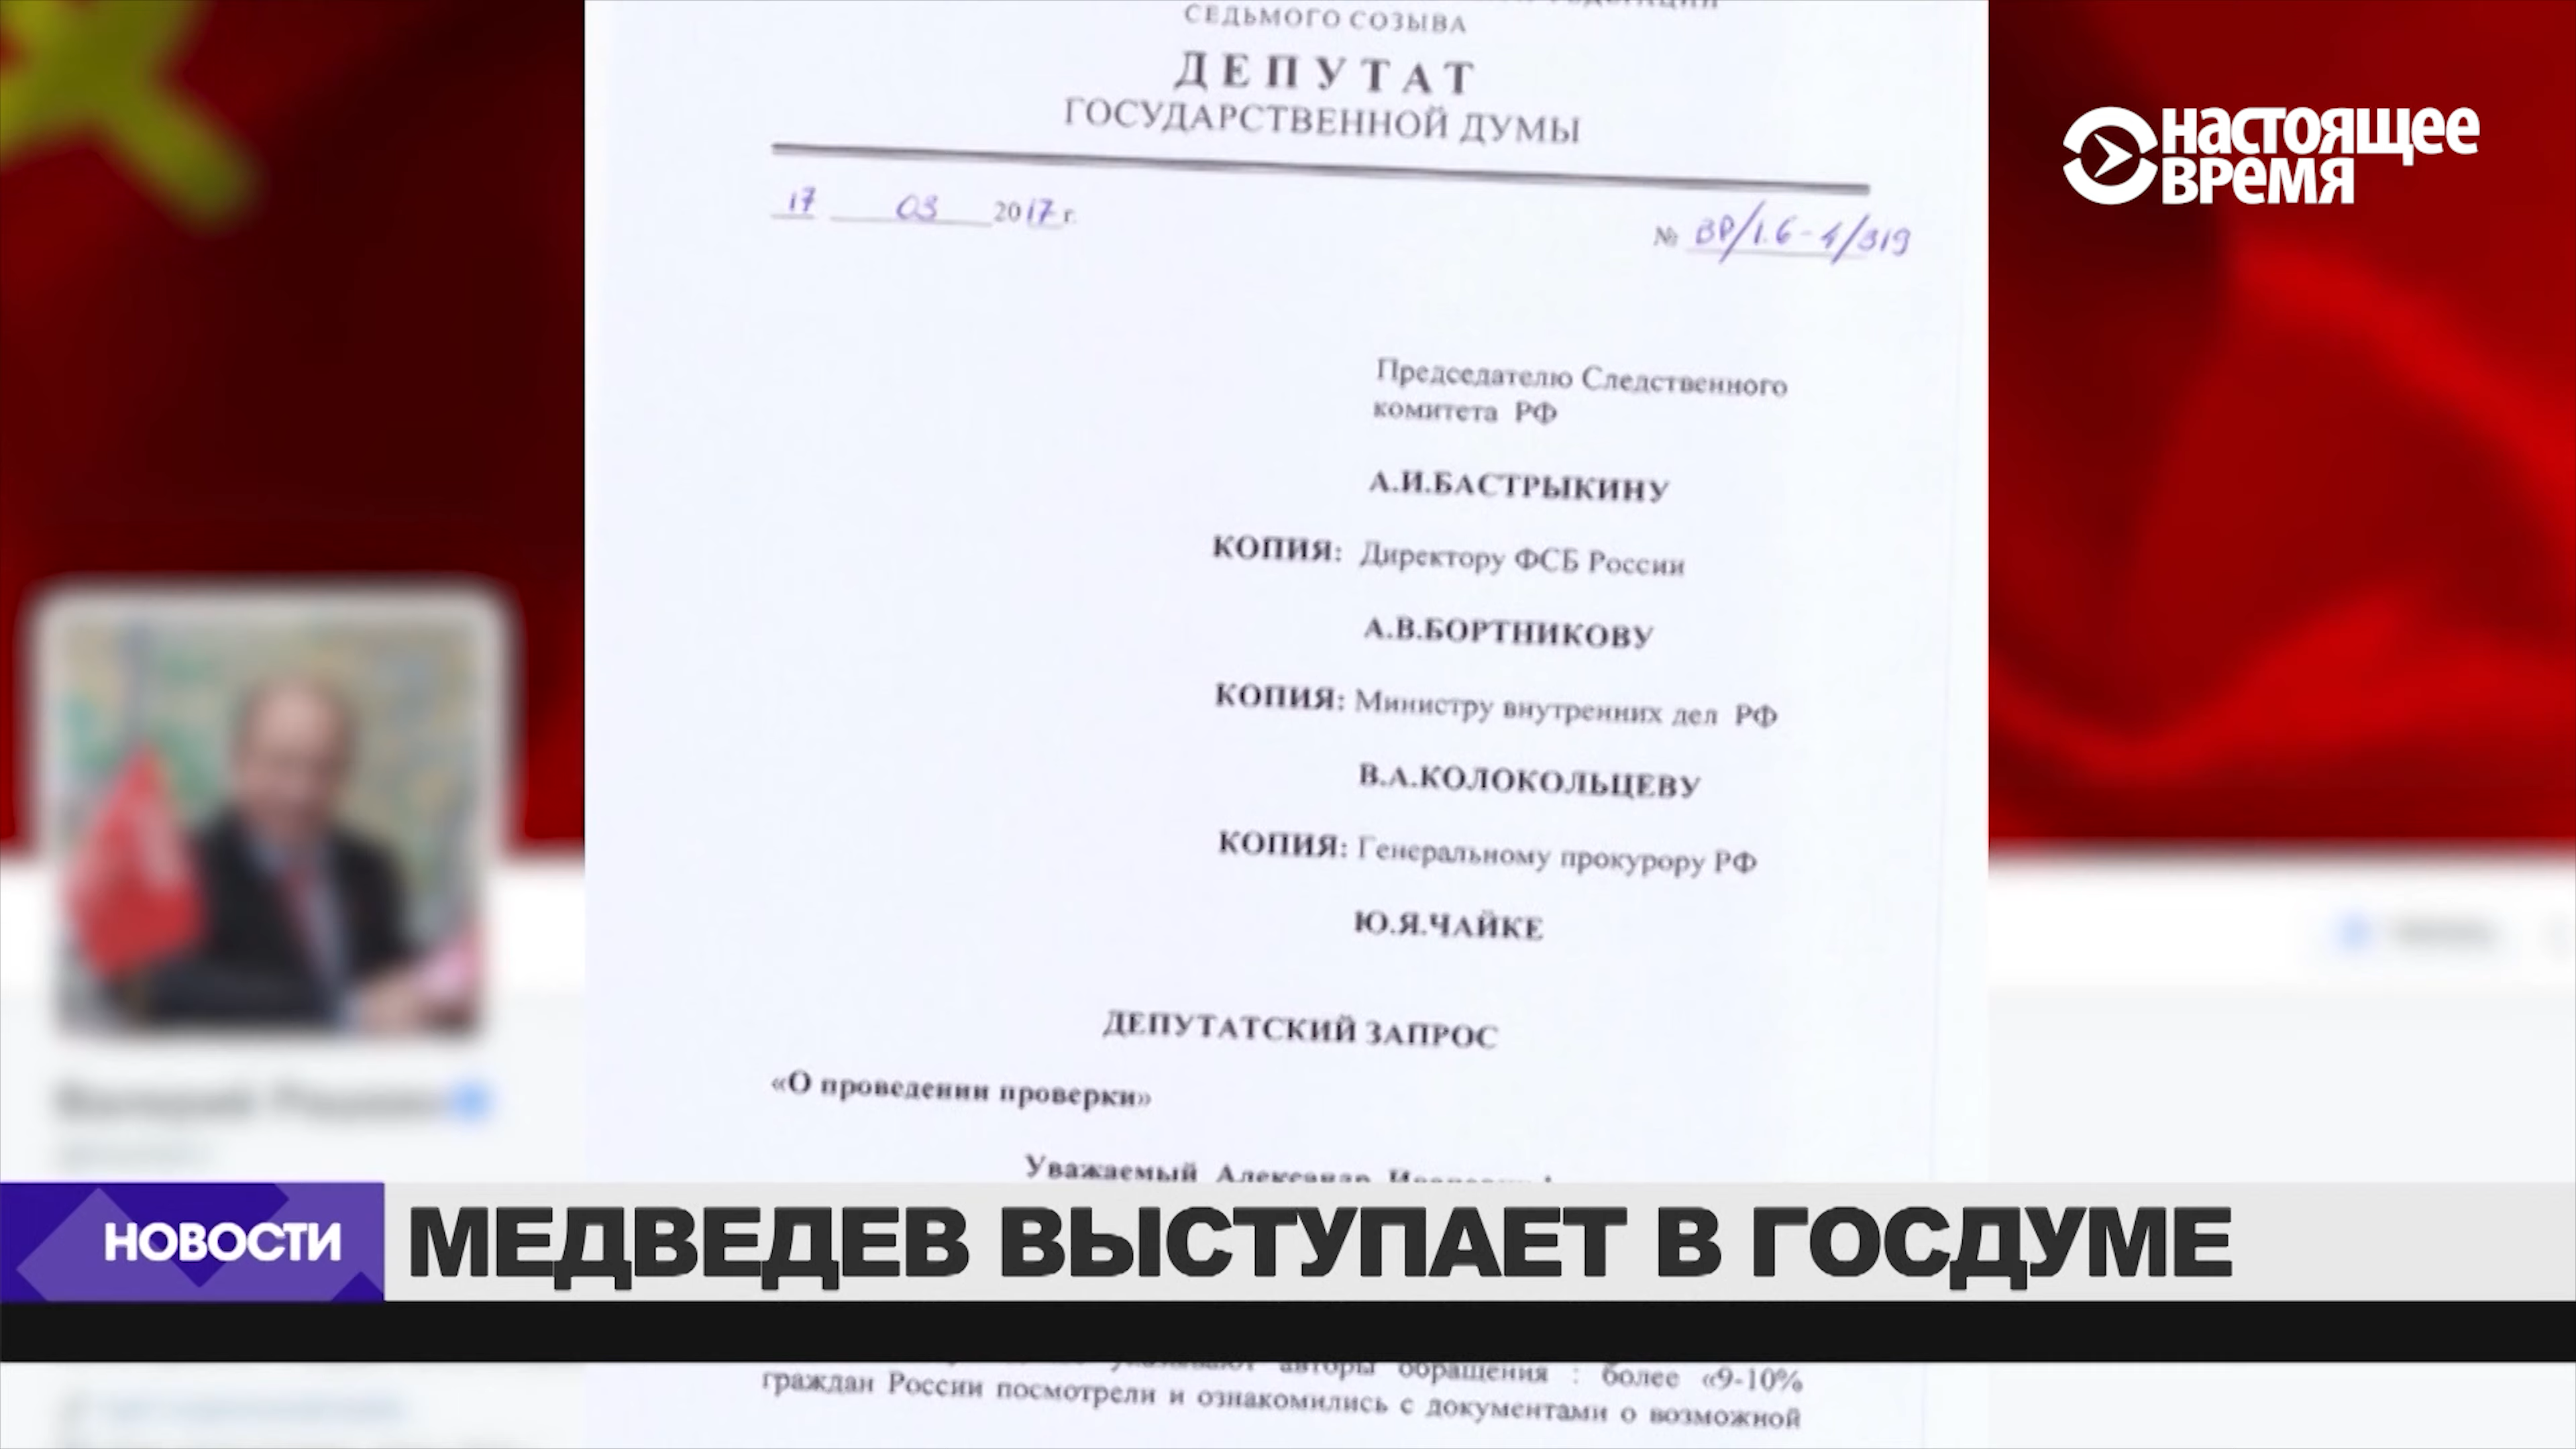 СЕДЬМОГО СОЗЫВА
ДЕПУТАТ
ГОСУДАРСТВЕННОЙ ДУМЫ
17 03 2017 г.
№ ВР/1.6-4/319
НАСТОЯЩЕЕ
ВРЕМЯ
Председателю Следственного
комитета РФ
А.И.БАСТРЫКИНУ
КОПИЯ: Директору ФСБ России
А.В.БОРТНИКОВУ
КОПИЯ: Министру внутренних дел РФ
В.А.КОЛОКОЛЬЦЕВУ
КОПИЯ: Генеральному прокурору РФ
Ю.Я.ЧАЙКЕ
ДЕПУТАТСКИЙ ЗАПРОС
«О проведении проверки»
Уважаемый Александр
НОВОСТИ
МЕДВЕДЕВ ВЫСТУПАЕТ В ГОСДУМЕ
авторы обращения : более «9-10%
граждан России посмотрели и ознакомились с документами о возможной